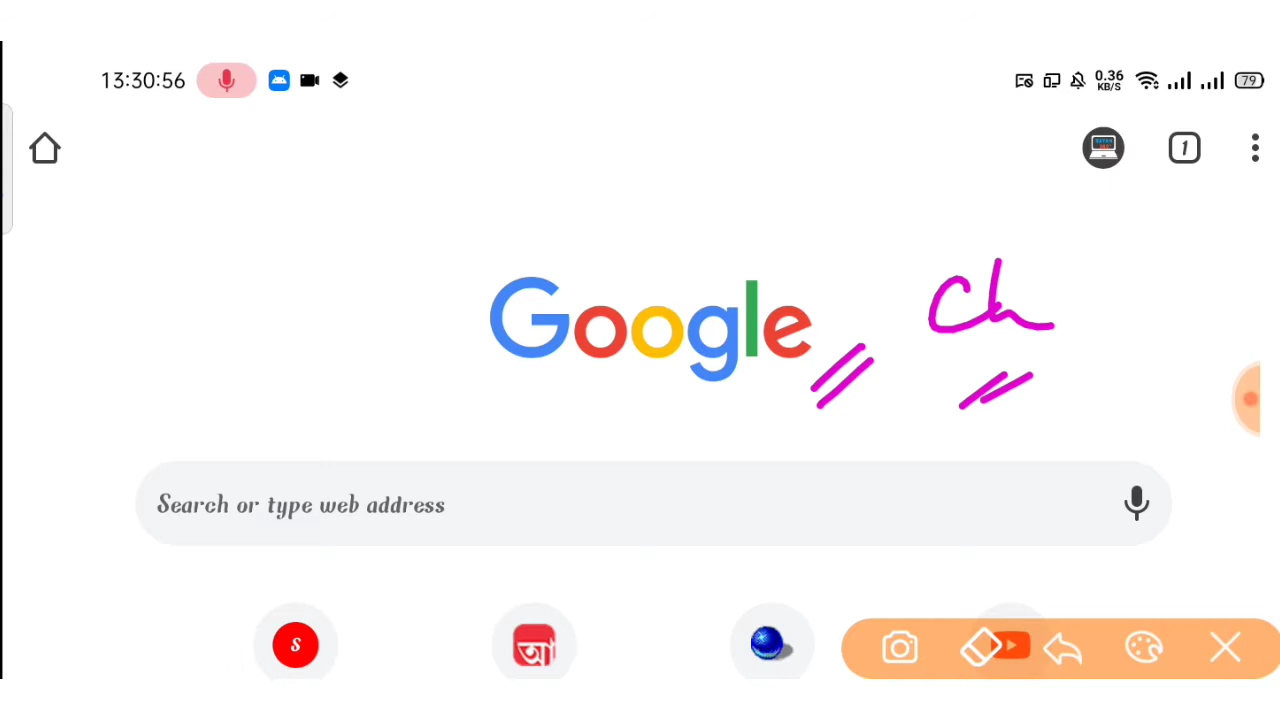 13:30:56 0.36 KB/S 79
1
Google Ch
Search or type web address
S আ